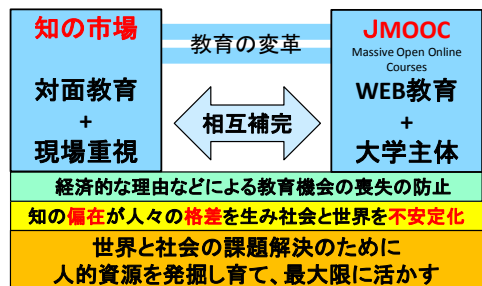 知の市場
対面教育
+
現場重視
教育の変革
相互補完
JMOOC
Massive Open Online
Courses
WEB教育
+
大学主体
経済的な理由などによる教育機会の喪失の防止
知の偏在が人々の格差を生み社会と世界を不安定化
世界と社会の課題解決のために
人的資源を発掘し育て、最大限に活かす